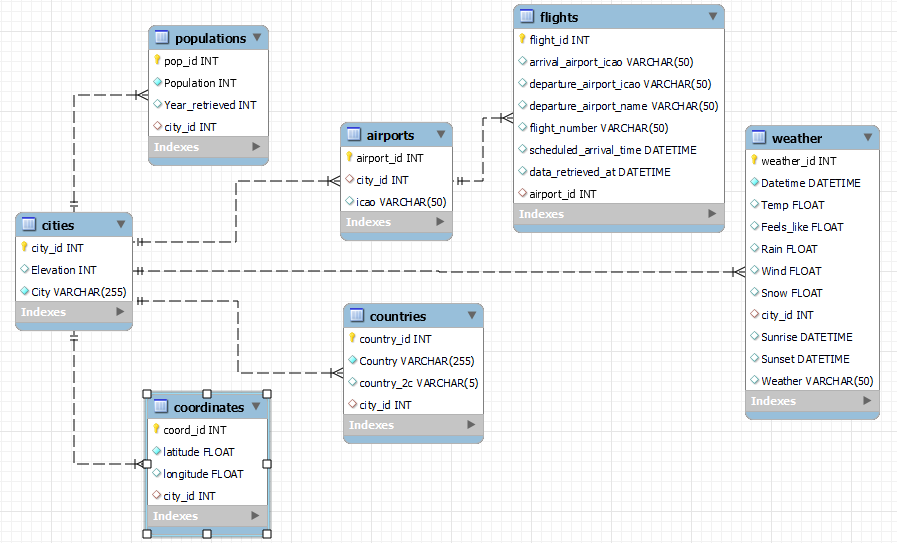 populations
pop_id INT
Population INT
Year_retrieved INT
city_id INT
Indexes
flights
flight_id INT
arrival_airport_icao VARCHAR(50)
departure_airport_icao VARCHAR(50)
departure_airport_name VARCHAR(50)
flight_number VARCHAR(50)
scheduled_arrival_time DATETIME
data_retrieved_at DATETIME
airport_id INT
Indexes
airports
airport_id INT
city_id INT
icao VARCHAR(50)
Indexes
weather
weather_id INT
Datetime DATETIME
Temp FLOAT
Feels_like FLOAT
Rain FLOAT
Wind FLOAT
Snow FLOAT
city_id INT
Sunrise DATETIME
Sunset DATETIME
Weather VARCHAR(50)
Indexes
cities
city_id INT
Elevation INT
City VARCHAR(255)
Indexes
countries
country_id INT
Country VARCHAR(255)
country_2c VARCHAR(5)
city_id INT
Indexes
coordinates
coord_id INT
latitude FLOAT
longitude FLOAT
city_id INT
Indexes